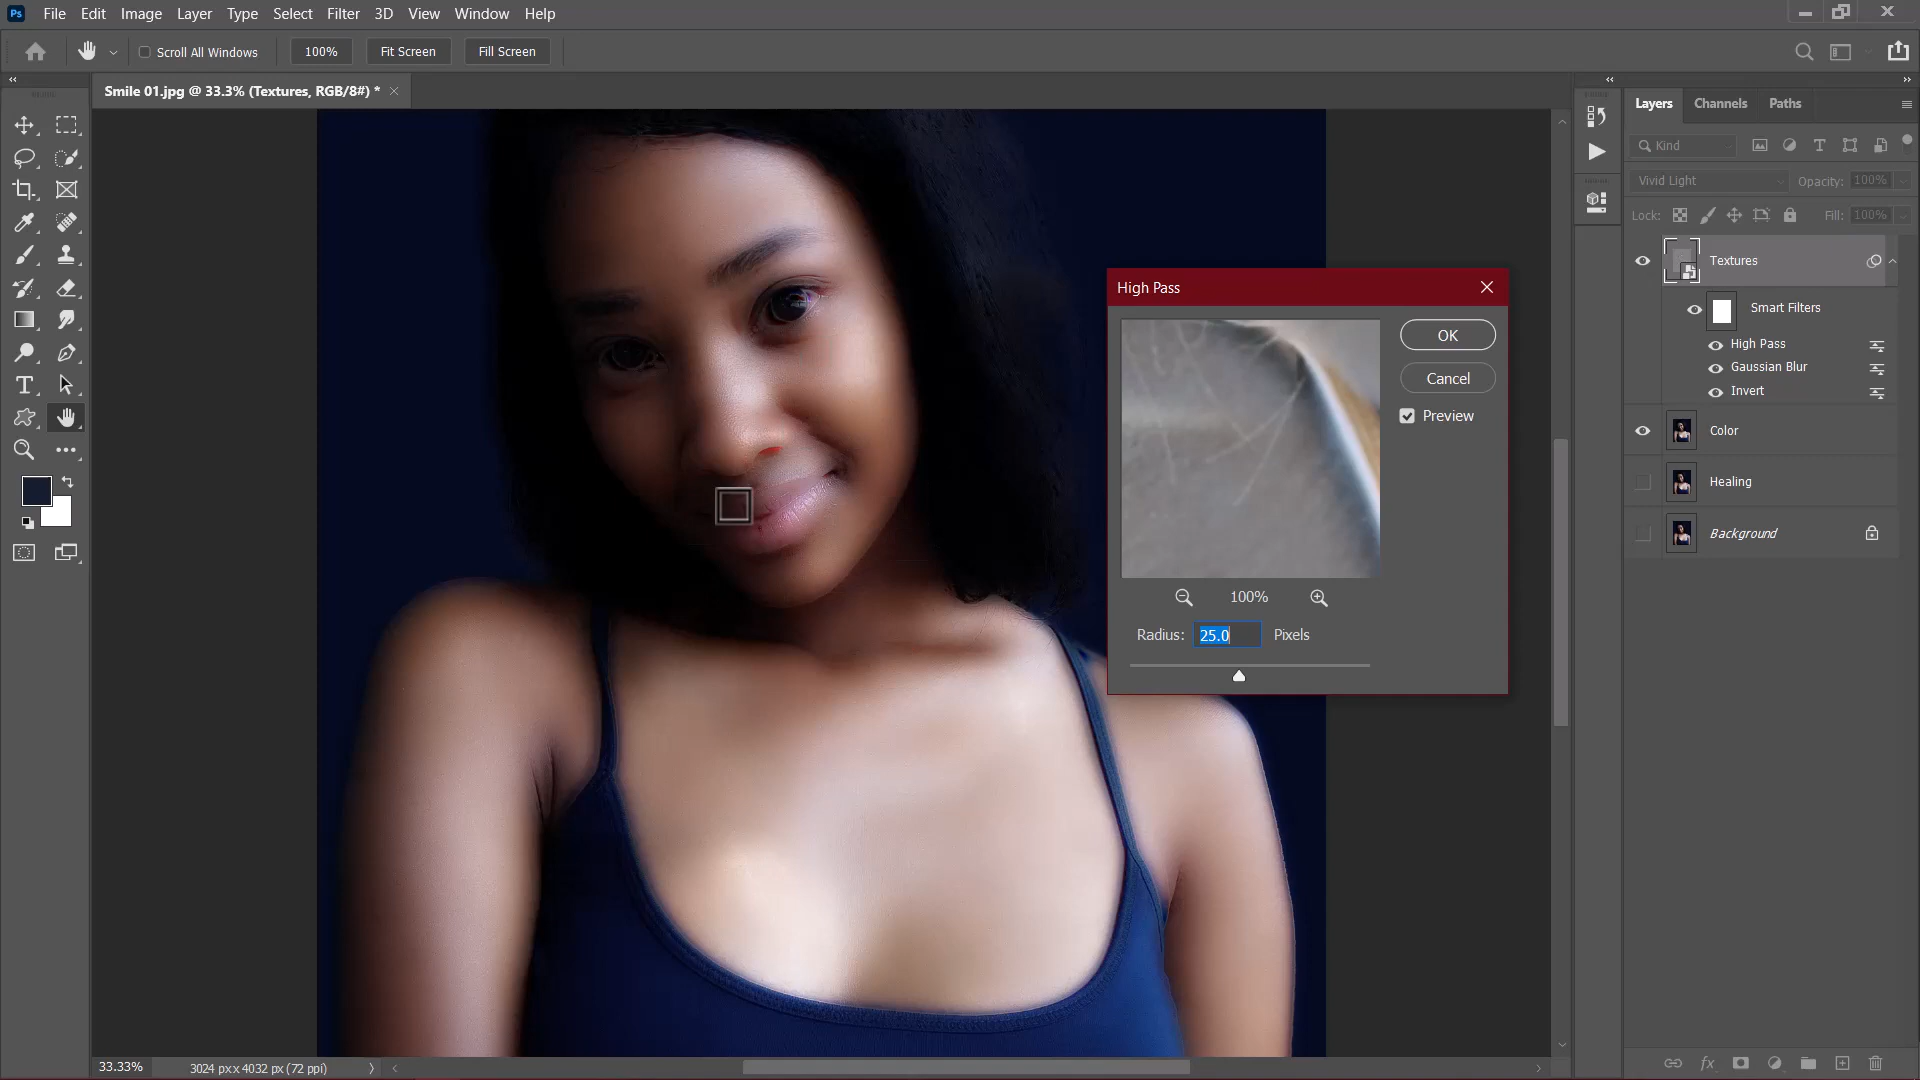 Ps File Edit Image Layer Type Select Filter 3D View Window Help
Scroll All Windows 100% Fit Screen Fill Screen
Smile 01.jpg @ 33.3% (Textures, RGB/8#) *
Layers Channels Paths
Kind
Vivid Light Opacity: 100%
Lock: Fill: 100%
Textures
Smart Filters
High Pass
Gaussian Blur
Invert
Color
Healing
Background
High Pass
OK
Cancel
Preview
100%
Radius: 25.0 Pixels
33.33% 3024 px x 4032 px (72 ppi)